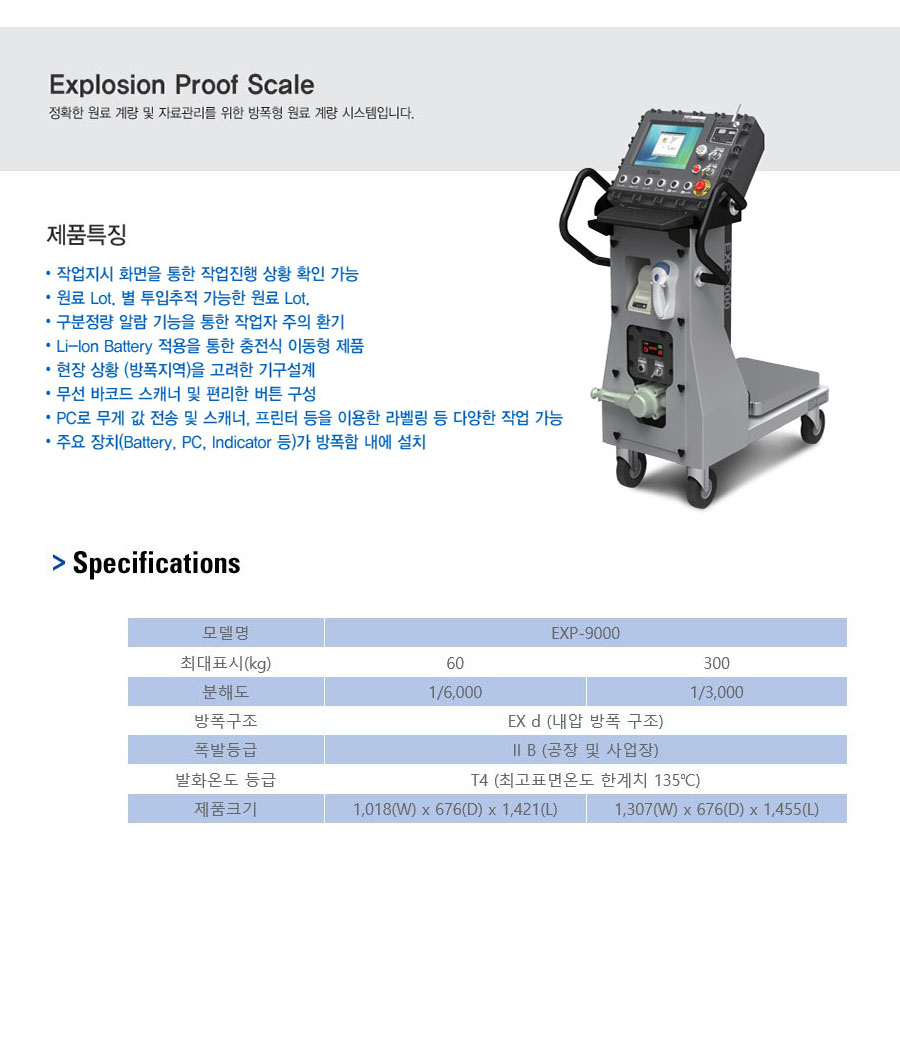 Explosion Proof Scale
정확한 원료 계량 및 자료관리를 위한 방폭형 원료 계량 시스템입니다.
제품특징
• 작업지시 화면을 통한 작업진행 상황 확인 가능
• 원료 Lot. 별 투입추적 가능한 원료 Lot.
• 구분정량 알람 기능을 통한 작업자 주의 환기
• Li-Ion Battery 적용을 통한 충전식 이동형 제품
• 현장 상황 (방폭지역)을 고려한 기구설계
• 무선 바코드 스캐너 및 편리한 버튼 구성
• PC로 무게 값 전송 및 스캐너, 프린터 등을 이용한 라벨링 등 다양한 작업 가능
• 주요 장치(Battery, PC, Indicator 등)가 방폭함 내에 설치
EXP-9000
> Specifications
모델명 EXP-9000
최대표시(kg) 60 300
분해도 1/6,000 1/3,000
방폭구조 EX d (내압 방폭 구조)
폭발등급 II B (공장 및 사업장)
발화온도 등급 T4 (최고표면온도 한계치 135℃)
제품크기 1,018(W) x 676(D) x 1,421(L) 1,307(W) x 676(D) x 1,455(L)